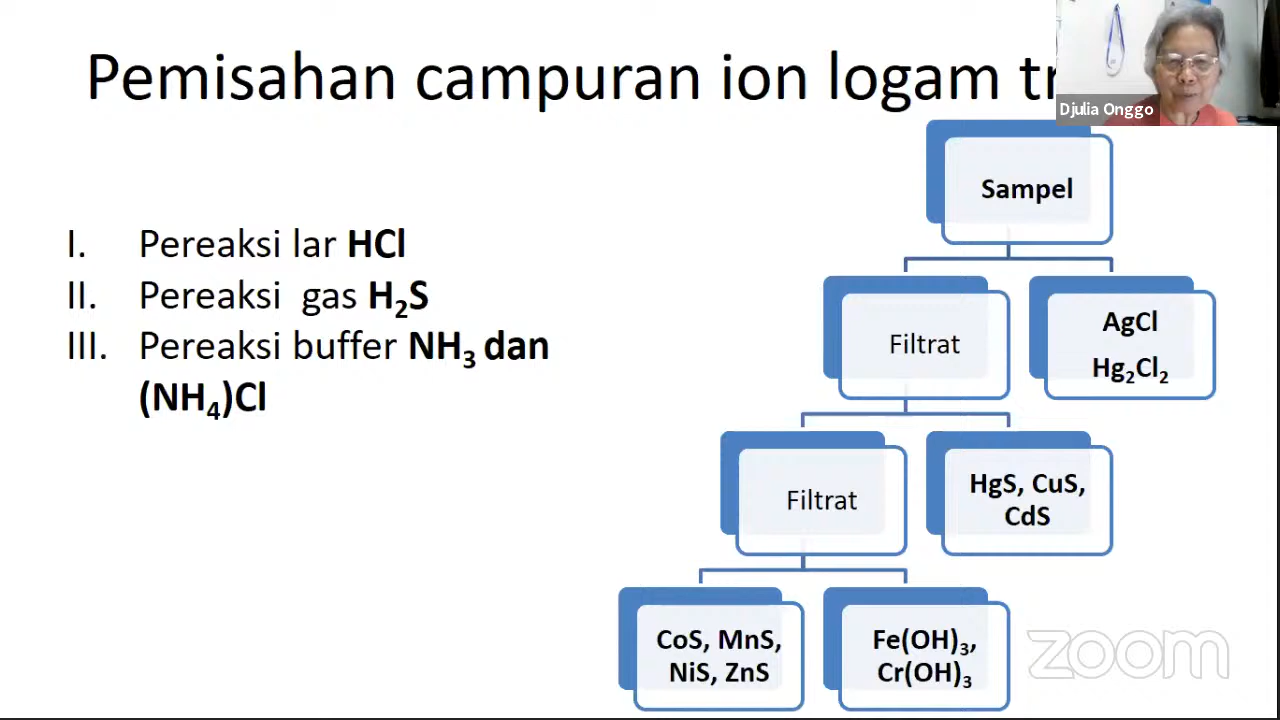 Pemisahan campuran ion logam
Djulia Onggo
Sampel
I. Pereaksi lar HCl
II. Pereaksi gas H₂S
III. Pereaksi buffer NH₃ dan
(NH₄)Cl
Filtrat
AgCl
Hg₂Cl₂
Filtrat
HgS, CuS,
CdS
CoS, MnS,
NiS, ZnS
Fe(OH)₃,
Cr(OH)₃
zoom